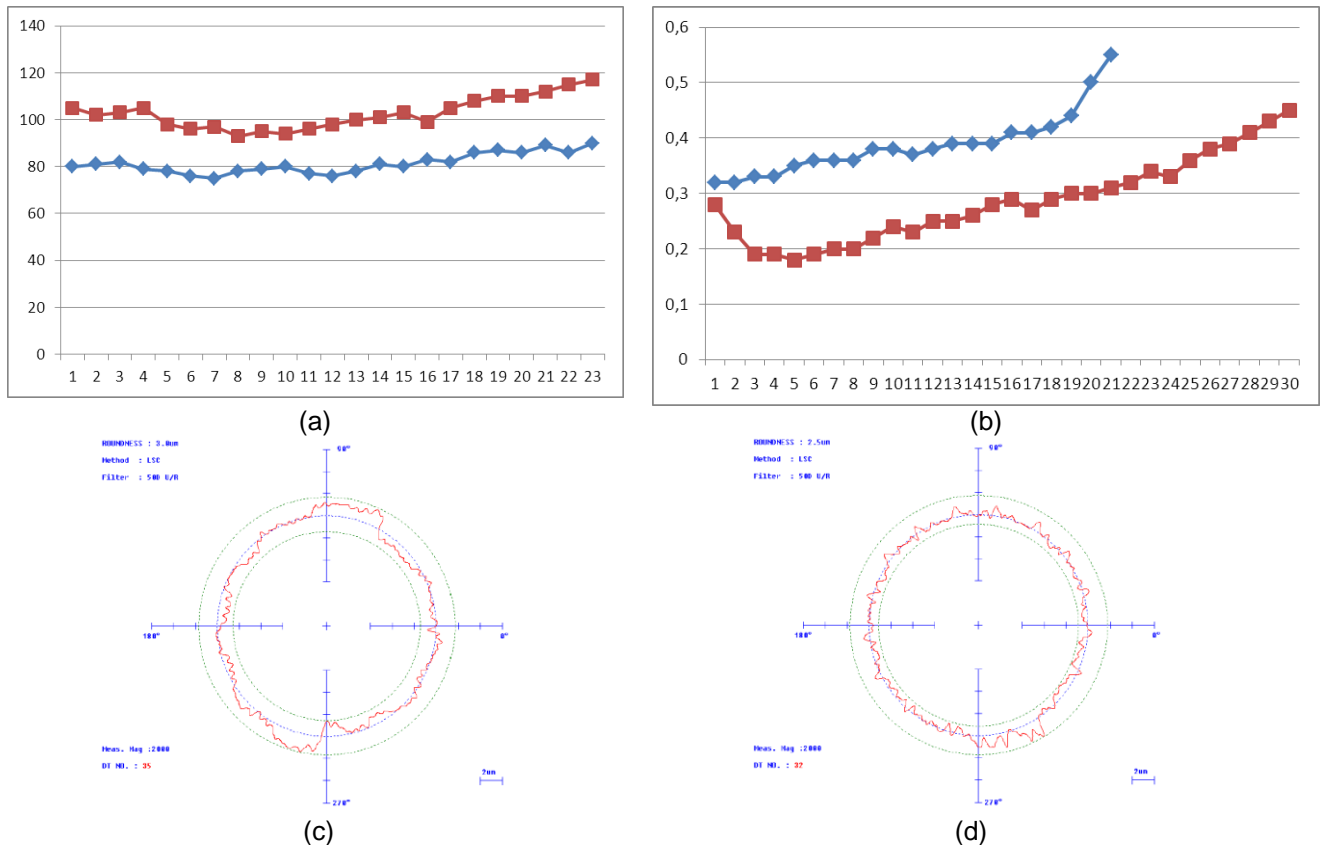 140
120
100
80
60
40
20
0
1 2 3 4 5 6 7 8 9 10 11 12 13 14 15 16 17 18 19 20 21 22 23
(a)
0,6
0,5
0,4
0,3
0,2
0,1
0
1 2 3 4 5 6 7 8 9 10 11 12 13 14 15 16 17 18 19 20 21 22 23 24 25 26 27 28 29 30
(b)
ROUNDNESS : 3.0um
Method : LSC
Filter : 500 U/R
90°
180°
0°
270°
Meas. Mag :2000
DT NO. : 35
2um
(c)
ROUNDNESS : 2.5um
Method : LSC
Filter : 500 U/R
90°
180°
0°
270°
Meas. Mag :2000
DT NO. : 32
2um
(d)